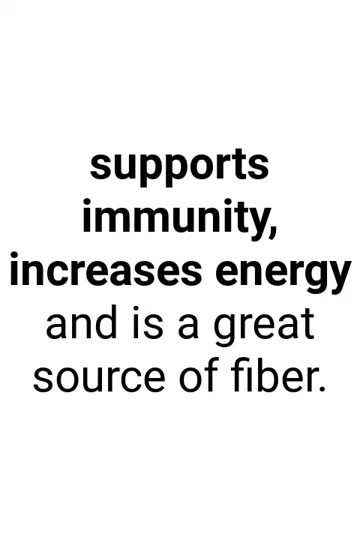 supports
immunity,
increases energy
and is a great
source of fiber.